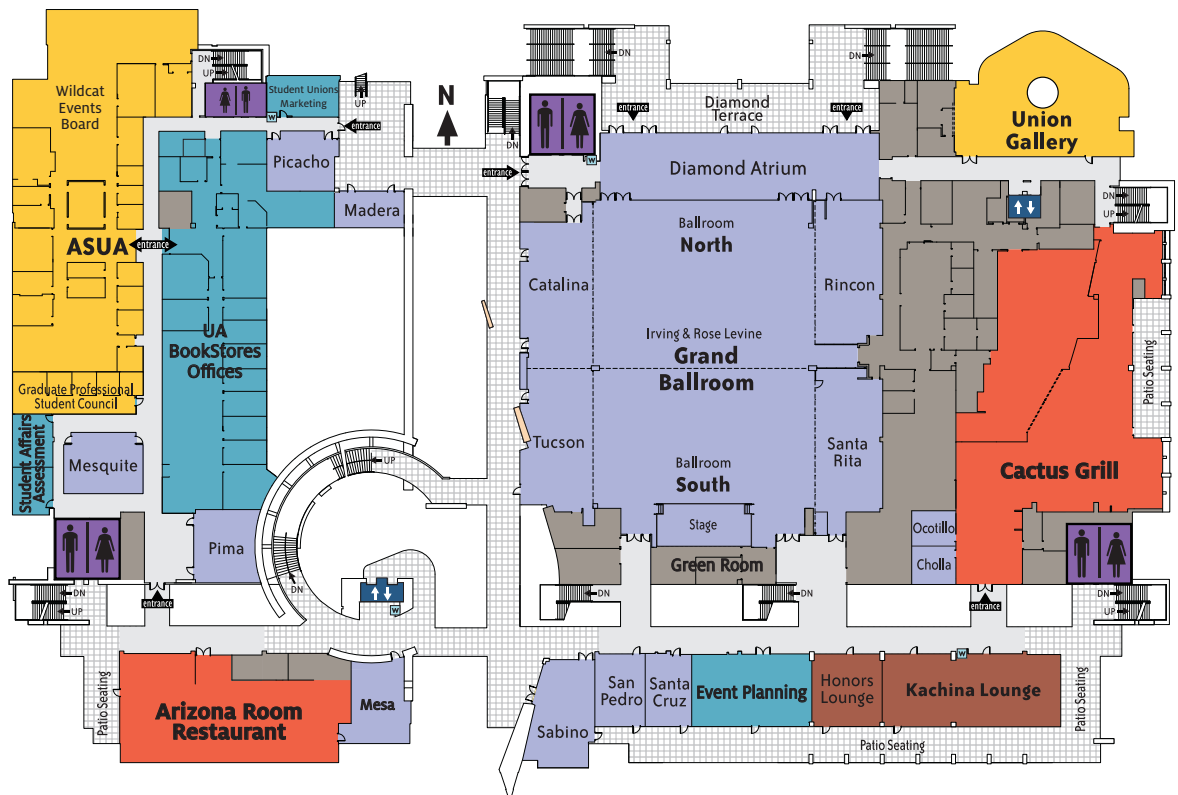 DN
UP
Wildcat
Events
Board
Student Unions
Marketing
W
UP
N
DN
DN
DN
Diamond
Terrace
entrance
entrance
Union
Gallery
entrance
Picacho
DN
entrance
W
Diamond Atrium
Madera
DN
UP
ASUA
entrance
Ballroom
North
Catalina
Rincon
UA
BookStores
Offices
Irving & Rose Levine
Grand
Ballroom
Patio Seating
Graduate Professional
Student Council
Student Affairs
Assessment
Mesquite
UP
Tucson
Santa
Rita
Ballroom
South
Cactus Grill
Stage
Pima
Ocotillo
Cholla
Green Room
DN
UP
entrance
DN
W
DN
DN
DN
entrance
DN
UP
Patio Seating
Arizona Room
Restaurant
Mesa
Sabino
San
Pedro
Santa
Cruz
Event Planning
Honors
Lounge
W
Kachina Lounge
Patio Seating
Patio Seating